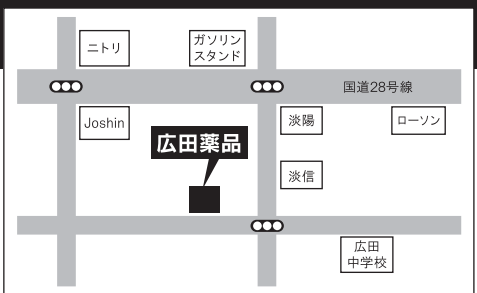 ニトリ
ガソリン
スタンド
国道28号線
Joshin
淡陽
ローソン
広田薬品
淡信
広田
中学校